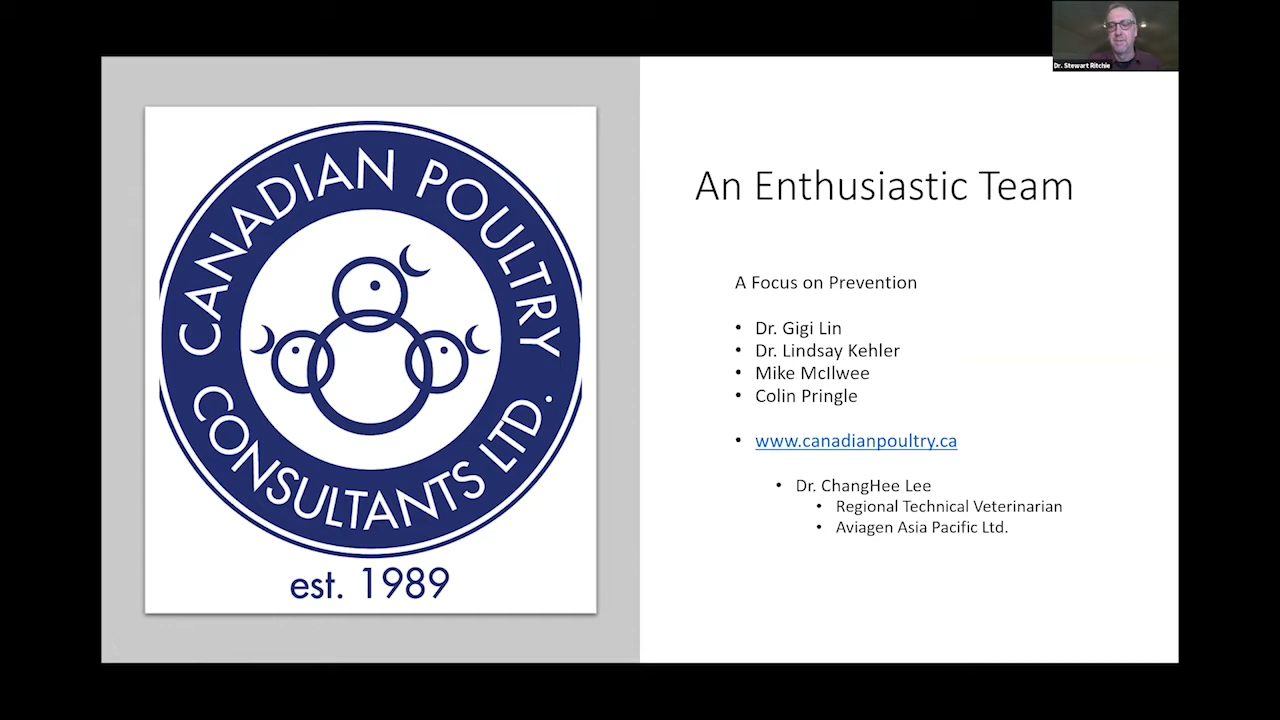 Dr. Stewart Ritchie
CANADIAN POULTRY
CONSULTANTS LTD.
est. 1989
An Enthusiastic Team
A Focus on Prevention
• Dr. Gigi Lin
• Dr. Lindsay Kehler
• Mike McIlwee
• Colin Pringle
• www.canadianpoultry.ca
• Dr. ChangHee Lee
• Regional Technical Veterinarian
• Aviagen Asia Pacific Ltd.